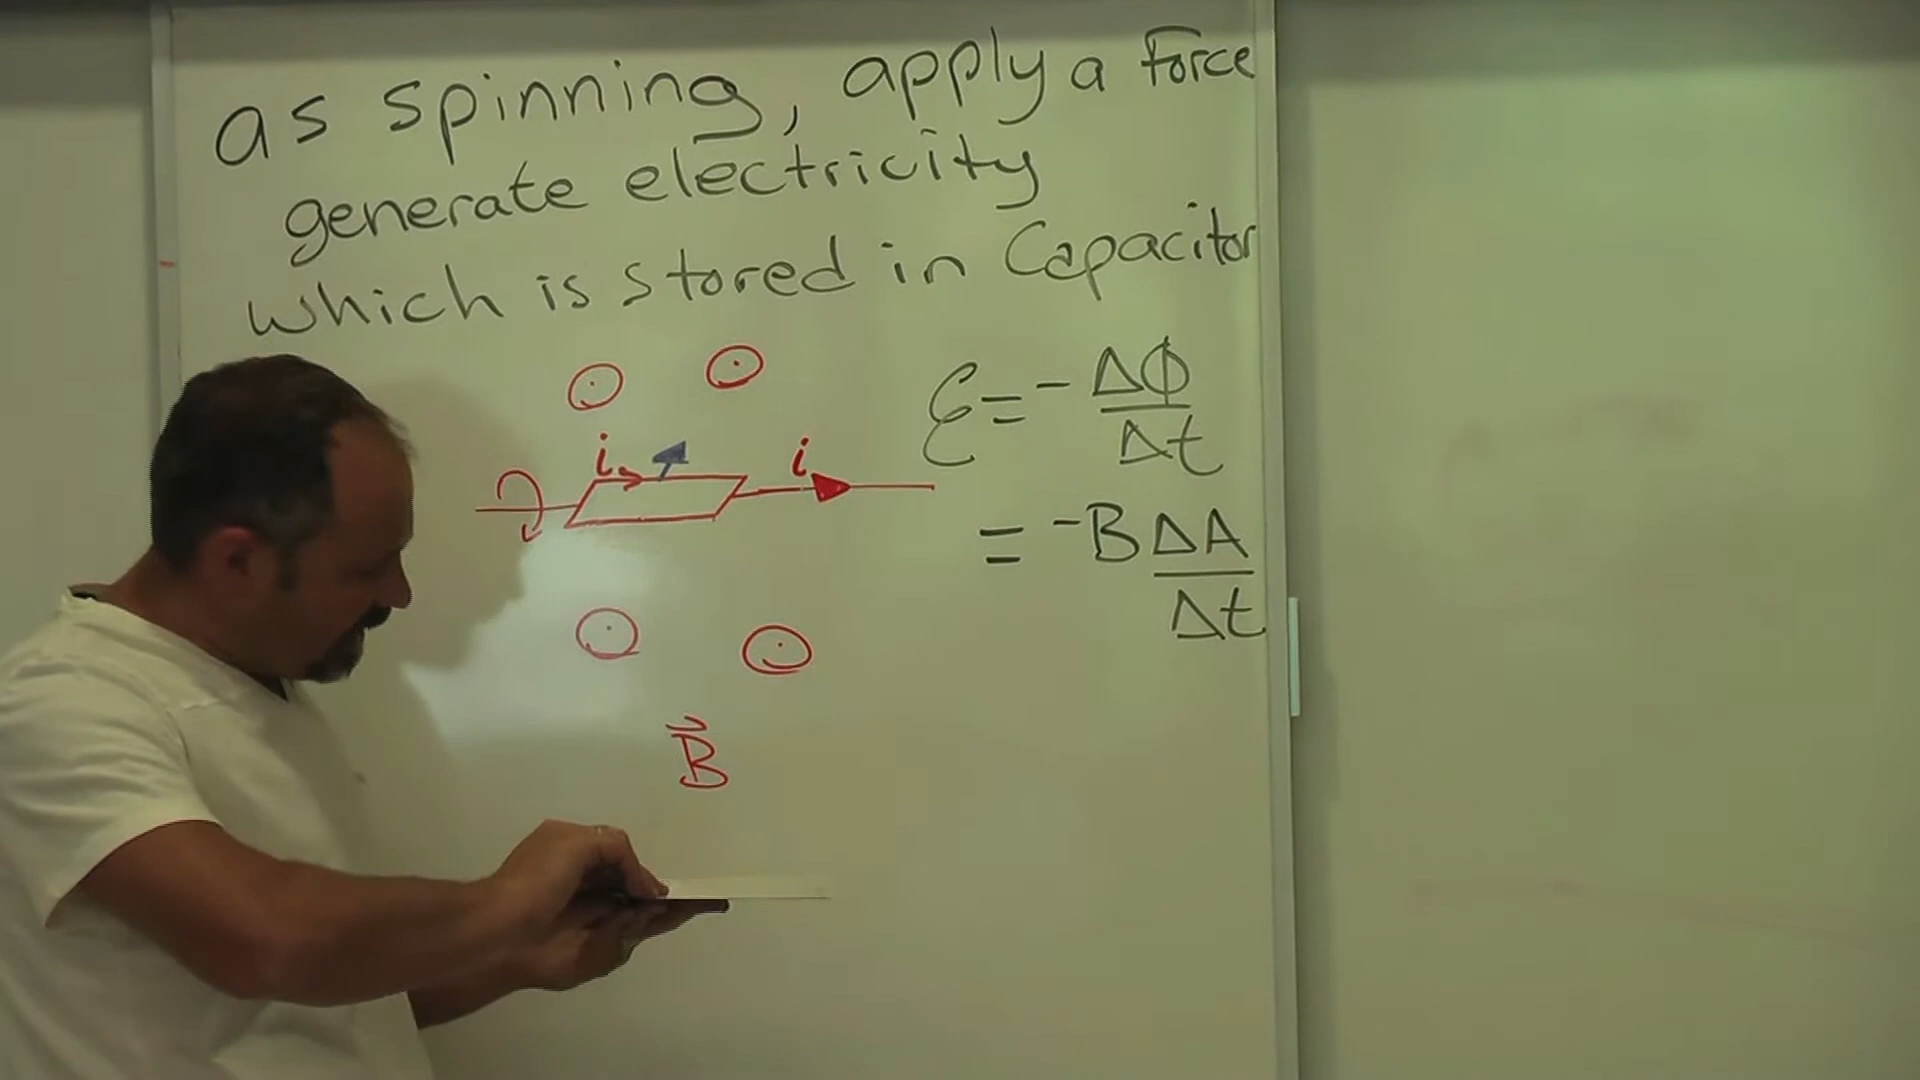 as spinning, apply a Force
generate electricity
which is stored in Capacitor
i
i
ℰ = - ΔΦ/Δt
= -B ΔA/Δt
B⃗